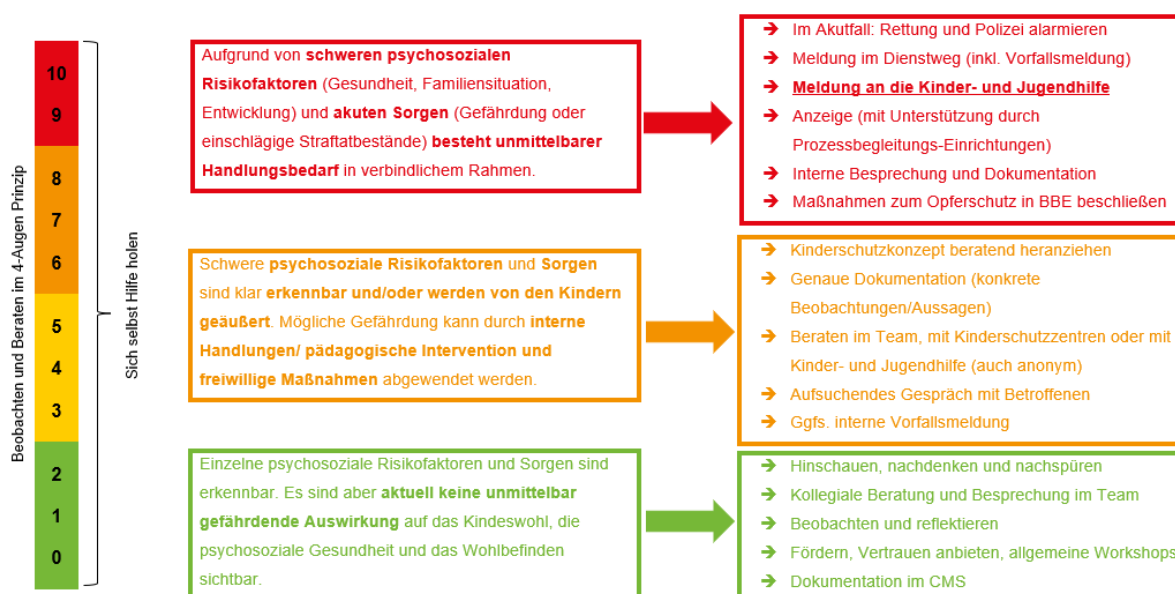 Beobachten und Beraten im 4-Augen Prinzip
10
9
8
7
6
5
4
3
2
1
0
Sich selbst Hilfe holen
Aufgrund von schweren psychosozialen
Risikofaktoren (Gesundheit, Familiensituation,
Entwicklung) und akuten Sorgen (Gefährdung oder
einschlägige Straftatbestände) besteht unmittelbarer
Handlungsbedarf in verbindlichem Rahmen.
➔ Im Akutfall: Rettung und Polizei alarmieren
➔ Meldung im Dienstweg (inkl. Vorfallsmeldung)
➔ Meldung an die Kinder- und Jugendhilfe
➔ Anzeige (mit Unterstützung durch
Prozessbegleitungs-Einrichtungen)
➔ Interne Besprechung und Dokumentation
➔ Maßnahmen zum Opferschutz in BBE beschließen
Schwere psychosoziale Risikofaktoren und Sorgen
sind klar erkennbar und/oder werden von den Kindern
geäußert. Mögliche Gefährdung kann durch interne
Handlungen/ pädagogische Intervention und
freiwillige Maßnahmen abgewendet werden.
➔ Kinderschutzkonzept beratend heranziehen
➔ Genaue Dokumentation (konkrete
Beobachtungen/Aussagen)
➔ Beraten im Team, mit Kinderschutzzentren oder mit
Kinder- und Jugendhilfe (auch anonym)
➔ Aufsuchendes Gespräch mit Betroffenen
➔ Ggfs. interne Vorfallsmeldung
Einzelne psychosoziale Risikofaktoren und Sorgen sind
erkennbar. Es sind aber aktuell keine unmittelbar
gefährdende Auswirkung auf das Kindeswohl, die
psychosoziale Gesundheit und das Wohlbefinden
sichtbar.
➔ Hinschauen, nachdenken und nachspüren
➔ Kollegiale Beratung und Besprechung im Team
➔ Beobachten und reflektieren
➔ Fördern, Vertrauen anbieten, allgemeine Workshops
➔ Dokumentation im CMS